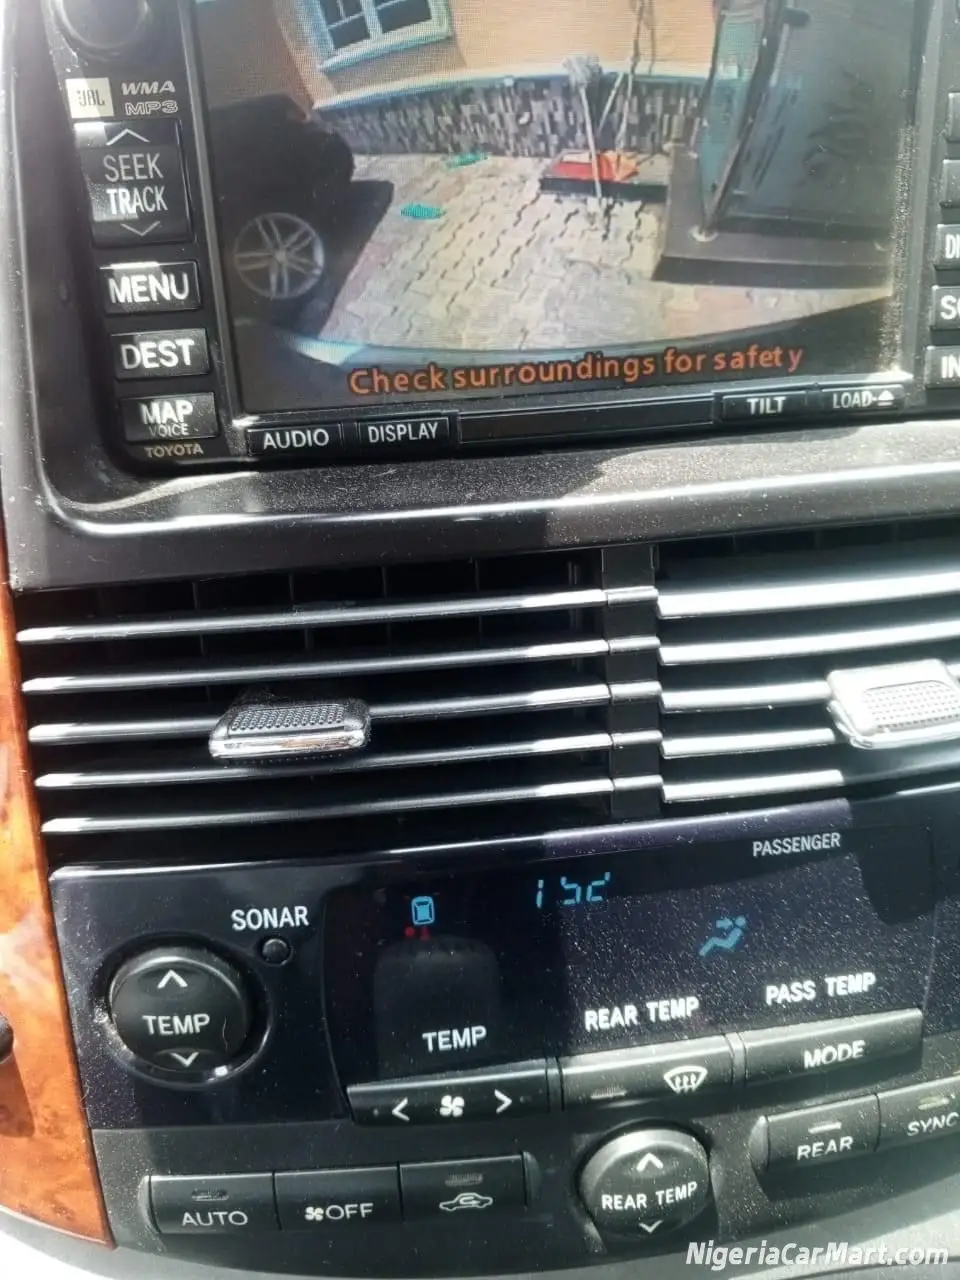 JBL
WMA
MP3
SEEK
TRACK
MENU
DEST
MAP
VOICE
TOYOTA
Check surroundings for safety
AUDIO
DISPLAY
TILT
LOAD
PASSENGER
SONAR
TEMP
TEMP
REAR TEMP
PASS TEMP
MODE
REAR
SYNC
AUTO
OFF
REAR TEMP
NigeriaCarMart.com